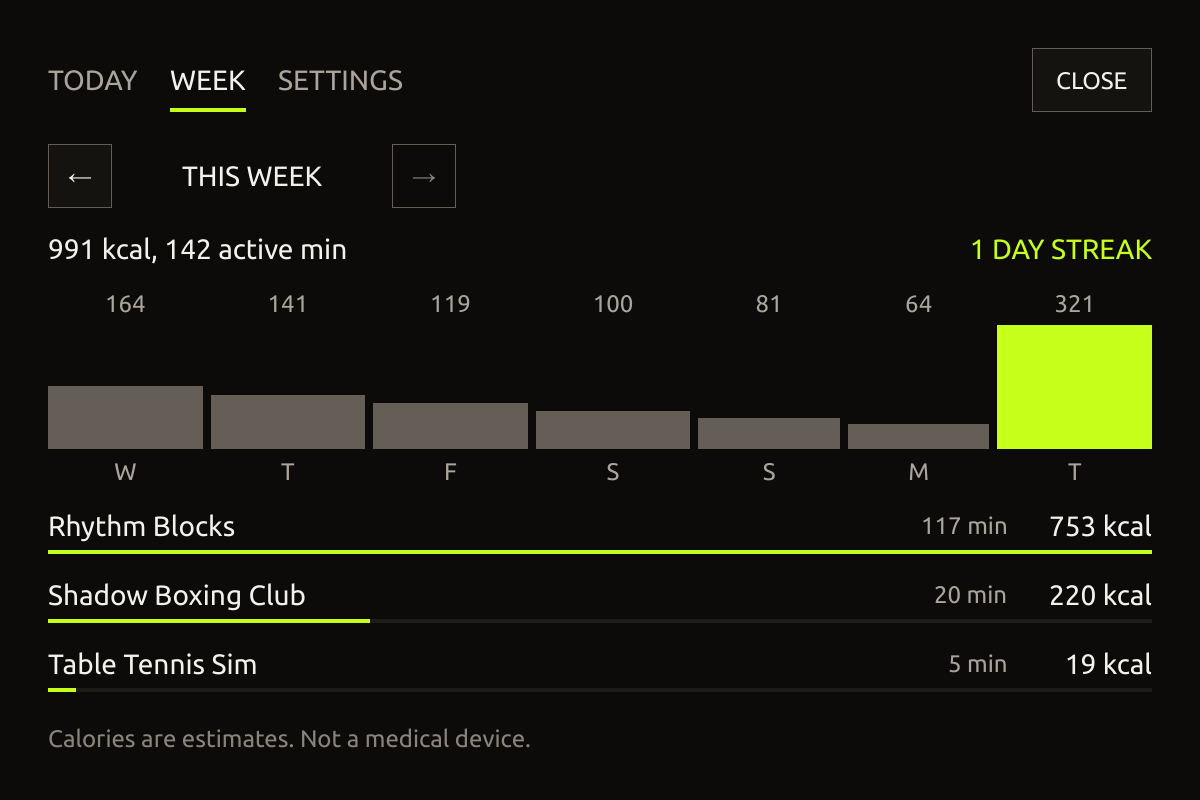 TODAY WEEK SETTINGS CLOSE
← THIS WEEK →
991 kcal, 142 active min 1 DAY STREAK
164 141 119 100 81 64 321
W T F S S M T
Rhythm Blocks 117 min 753 kcal
Shadow Boxing Club 20 min 220 kcal
Table Tennis Sim 5 min 19 kcal
Calories are estimates. Not a medical device.